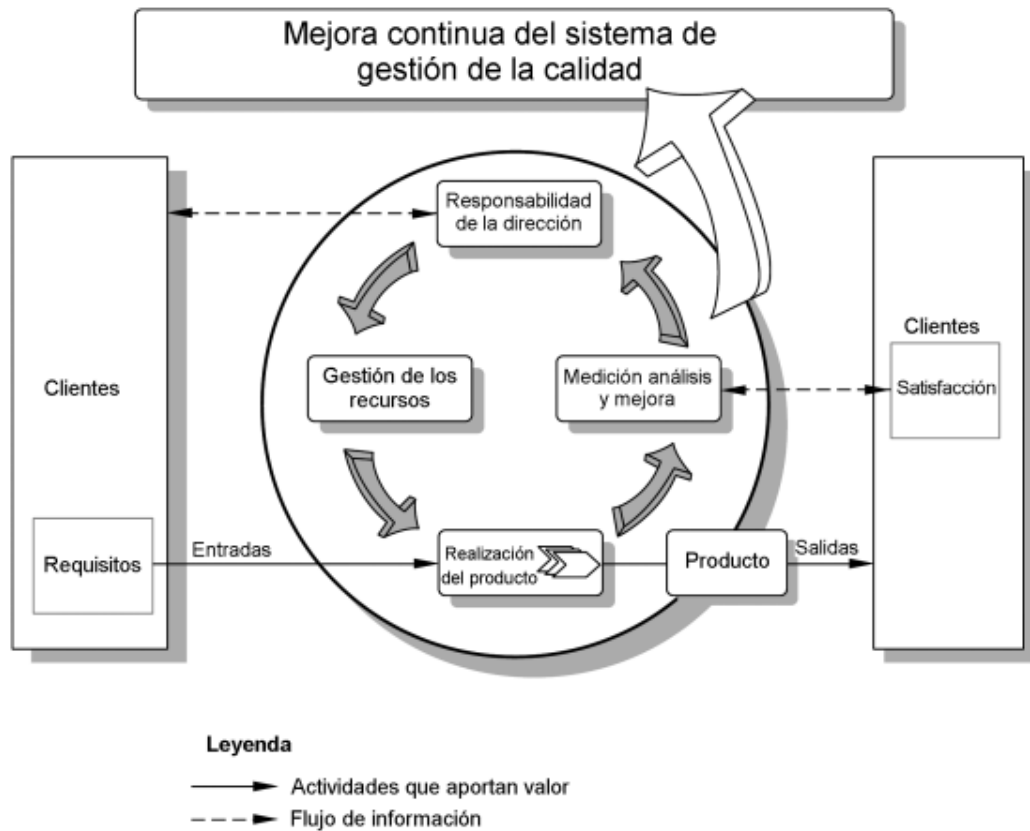 Mejora continua del sistema de
gestión de la calidad
Responsabilidad
de la dirección
Clientes
Gestión de los
recursos
Medición análisis
y mejora
Clientes
Satisfacción
Requisitos
Entradas
Realización
del producto
Producto
Salidas
Leyenda
Actividades que aportan valor
Flujo de información